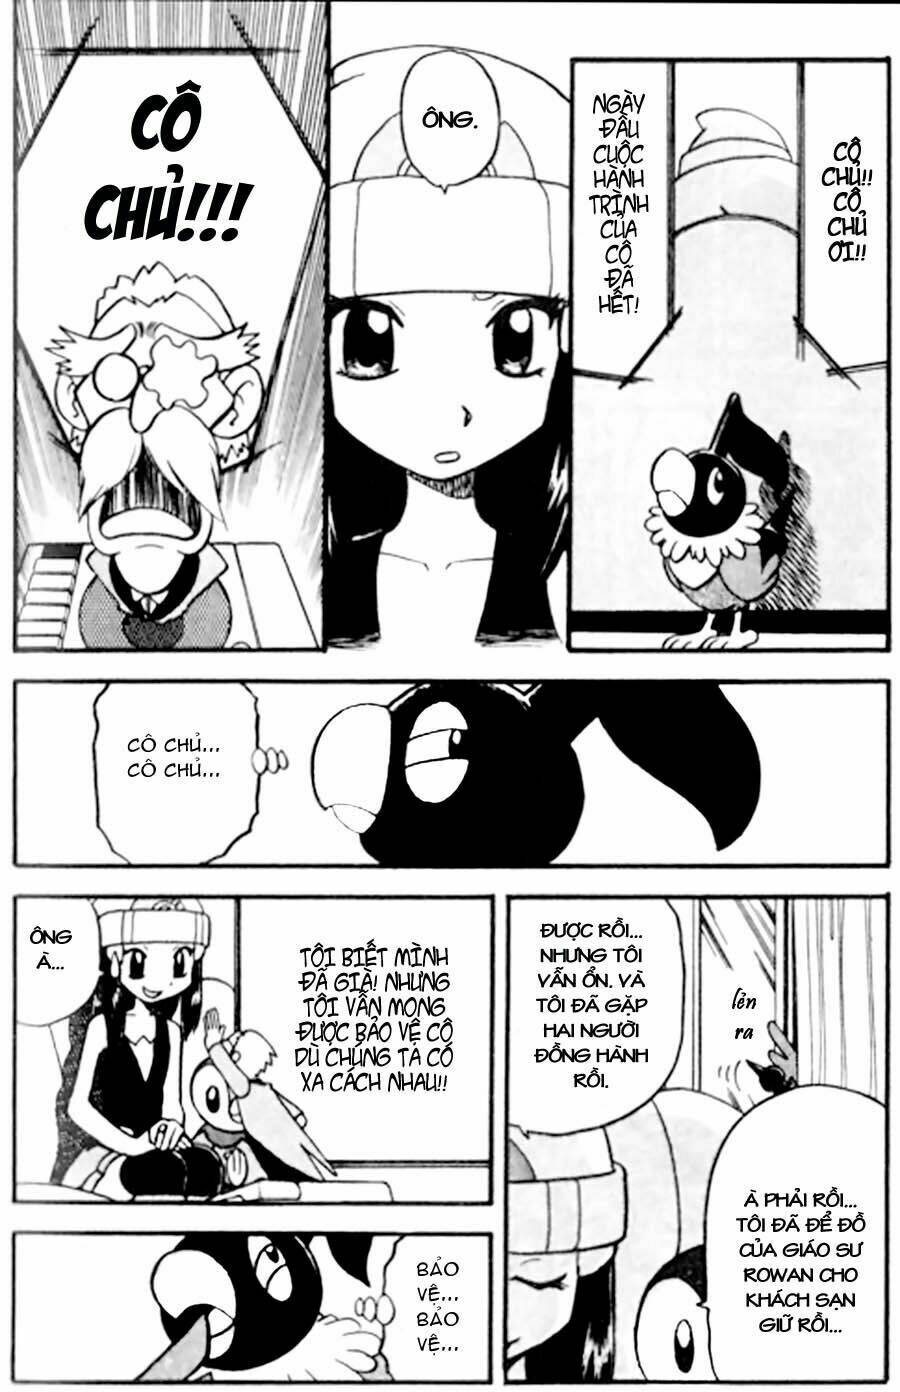 CÔ
CHỦ!!
CÔ
CHỦ
ƠI!!
NGÀY
ĐẦU
CUỘC
HÀNH
TRÌNH
CỦA
CÔ
ĐÃ
HẾT!
ÔNG.
CÔ
CHỦ!!!
CÔ CHỦ...
CÔ CHỦ...
ĐƯỢC RỒI...
NHƯNG TÔI
VẪN ỔN. VÀ
TÔI ĐÃ GẶP
HAI NGƯỜI
ĐỒNG HÀNH
RỒI.
lẻn
ra
À PHẢI RỒI...
TÔI ĐÃ ĐỂ ĐỒ
CỦA GIÁO SƯ
ROWAN CHO
KHÁCH SẠN
GIỮ RỒI...
TÔI BIẾT MÌNH
ĐÃ GIÀ! NHƯNG
TÔI VẪN MONG
ĐƯỢC BẢO VỆ CÔ
DÙ CHÚNG TA CÓ
XA CÁCH NHAU!!
ÔNG
À...
BẢO
VỆ...
BẢO
VỆ...